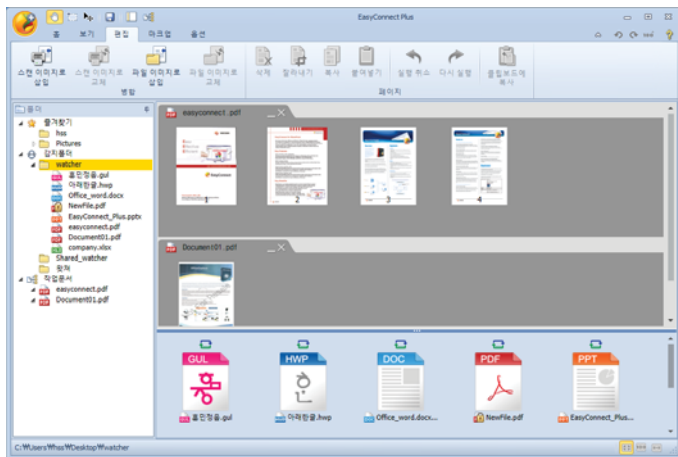 EasyConnect Plus
홈 보기 편집 마크업 옵션
스캔 이미지로 삽입
스캔 이미지로 교체
파일 이미지로 삽입
파일 이미지로 교체
병합
삭제 잘라내기 복사 붙여넣기 실행 취소 다시 실행 클립보드에 복사
페이지
폴더
즐겨찾기
hss
Pictures
감지폴더
watcher
훈민정음.gul
아래한글.hwp
Office_word.docx
NewFile.pdf
EasyConnect_Plus.pptx
easyconnect.pdf
Document01.pdf
company.xlsx
Shared_watcher
왓쳐
작업문서
easyconnect.pdf
Document01.pdf
easyconnect.pdf
EasyConnect
1 2 3 4
Document01.pdf
GUL HWP DOC PDF PPT
훈민정음.gul 아래한글.hwp Office_word.docx... NewFile.pdf EasyConnect_Plus...
C:₩Users₩hss₩Desktop₩watcher